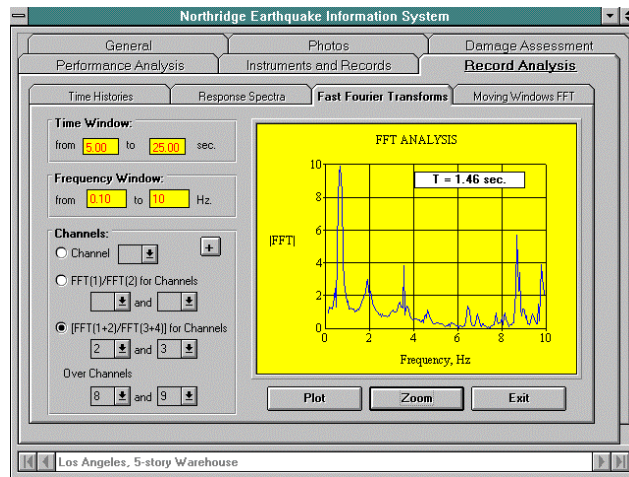 Northridge Earthquake Information System
General Photos Damage Assessment
Performance Analysis Instruments and Records Record Analysis
Time Histories Response Spectra Fast Fourier Transforms Moving Windows FFT
Time Window:
from 5.00 to 25.00 sec.
Frequency Window:
from 0.10 to 10 Hz.
Channels:
Channel +
FFT(1)/FFT(2) for Channels
and
[FFT(1+2)/FFT(3+4)] for Channels
2 and 3
Over Channels
8 and 9
FFT ANALYSIS
T = 1.46 sec.
|FFT|
10
8
6
4
2
0
0 2 4 6 8 10
Frequency, Hz
Plot Zoom Exit
Los Angeles, 5-story Warehouse